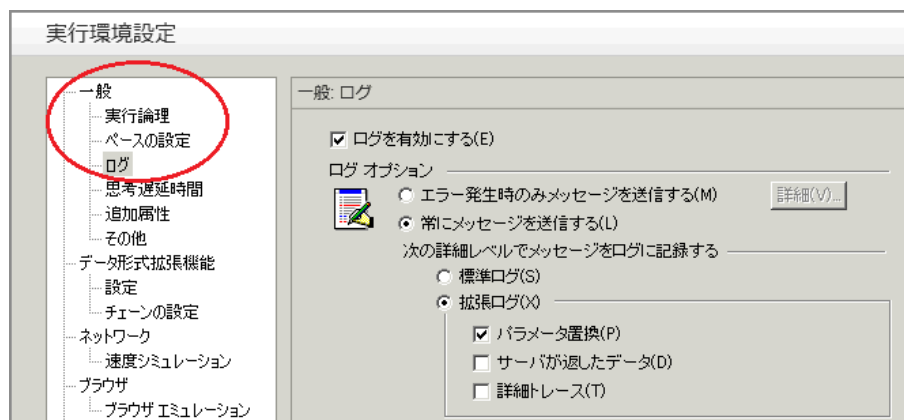 実行環境設定
一般
実行論理
ペースの設定
ログ
思考遅延時間
追加属性
その他
データ形式拡張機能
設定
チェーンの設定
ネットワーク
速度シミュレーション
ブラウザ
ブラウザ エミュレーション
一般: ログ
ログを有効にする(E)
ログ オプション
エラー発生時のみメッセージを送信する(M)
詳細(V)...
常にメッセージを送信する(L)
次の詳細レベルでメッセージをログに記録する
標準ログ(S)
拡張ログ(X)
パラメータ置換(P)
サーバが返したデータ(D)
詳細トレース(T)